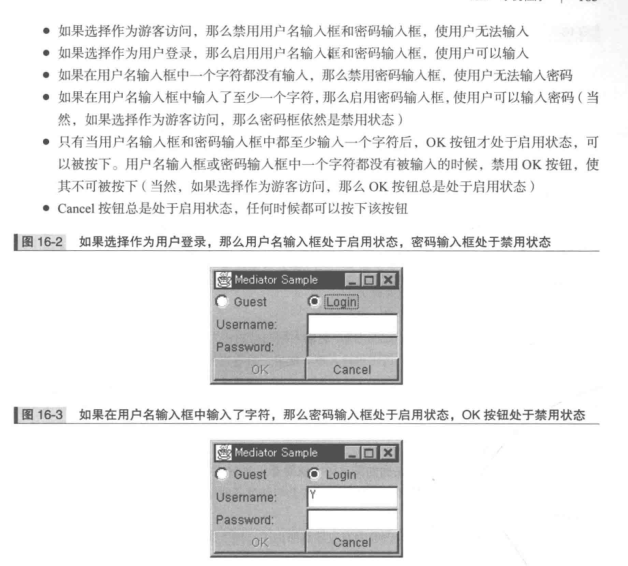 ● 如果选择作为游客访问，那么禁用用户名输入框和密码输入框，使用户无法输入
● 如果选择作为用户登录，那么启用用户名输入框和密码输入框，使用户可以输入
● 如果在用户名输入框中一个字符都没有输入，那么禁用密码输入框，使用户无法输入密码
● 如果在用户名输入框中输入了至少一个字符，那么启用密码输入框，使用户可以输入密码（当
然，如果选择作为游客访问，那么密码框依然是禁用状态）
● 只有当用户名输入框和密码输入框中都至少输入一个字符后，OK 按钮才处于启用状态，可
以被按下。用户名输入框或密码输入框中一个字符都没有被输入的时候，禁用 OK 按钮，使
其不可被按下（当然，如果选择作为游客访问，那么 OK 按钮总是处于启用状态）
● Cancel 按钮总是处于启用状态，任何时候都可以按下该按钮
图 16-2 如果选择作为用户登录，那么用户名输入框处于启用状态，密码输入框处于禁用状态
Mediator Sample
Guest Login
Username:
Password:
OK Cancel
图 16-3 如果在用户名输入框中输入了字符，那么密码输入框处于启用状态，OK 按钮处于禁用状态
Mediator Sample
Guest Login
Username: Y
Password:
OK Cancel